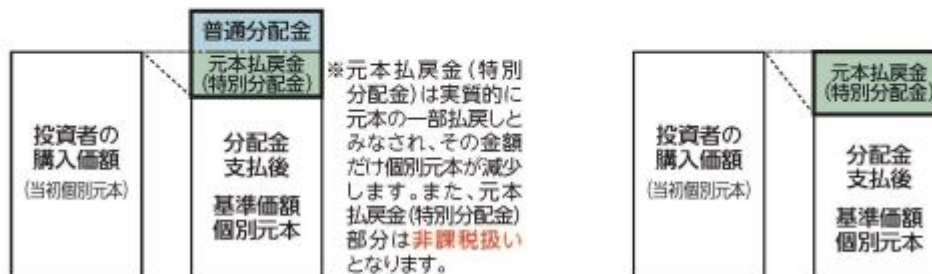 投資者の
購入価額
(当初個別元本)
普通分配金
元本払戻金
(特別分配金)
分配金
支払後
基準価額
個別元本
※元本払戻金(特別
分配金)は実質的に
元本の一部払戻しと
みなされ、その金額
だけ個別元本が減少
します。また、元本
払戻金(特別分配金)
部分は非課税扱い
となります。
投資者の
購入価額
(当初個別元本)
元本払戻金
(特別分配金)
分配金
支払後
基準価額
個別元本